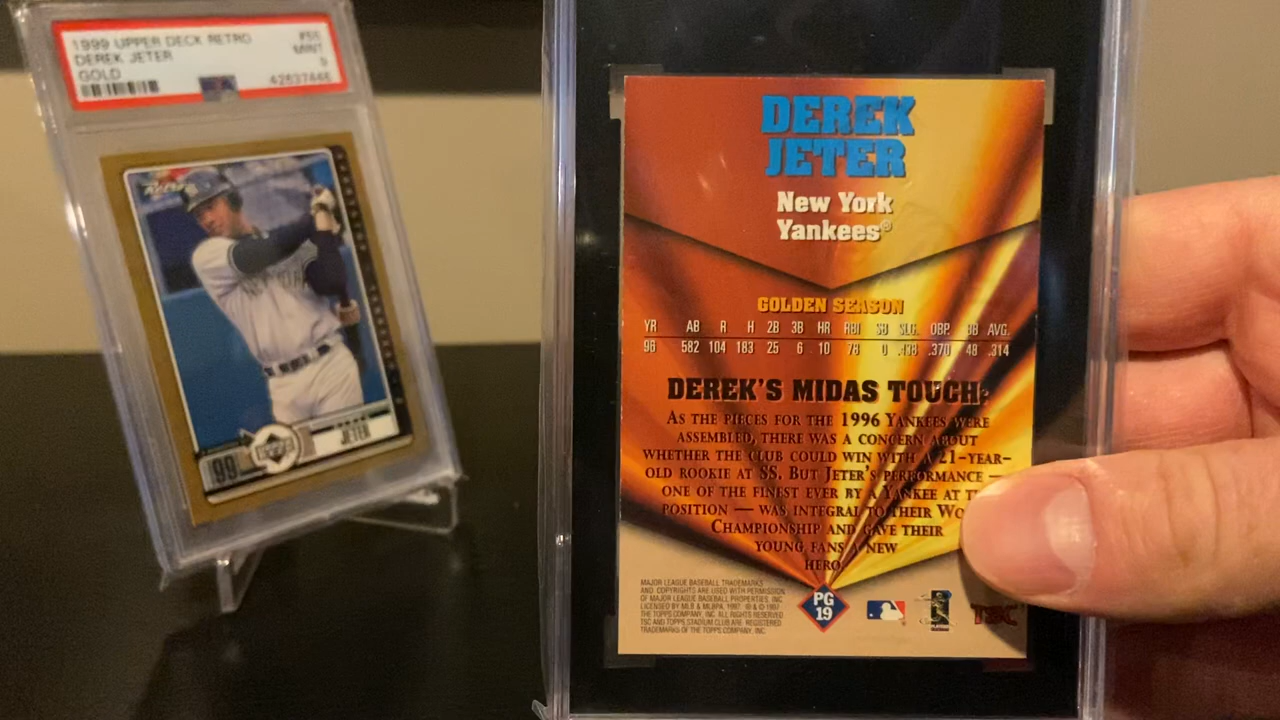 1999 UPPER DECK RETRO #55
DEREK JETER MINT
GOLD 9
42637446
JETER
99
DEREK
JETER
New York
Yankees®
GOLDEN SEASON
YR AB R H 2B 3B HR RBI SB SLG. OBP. BB AVG.
96 582 104 183 25 6 10 78 0 .370 48 .314
DEREK'S MIDAS TOUCH:
AS THE PIECES FOR THE 1996 YANKEES WERE
ASSEMBLED, THERE WAS A CONCERN ABOUT
WHETHER THE CLUB COULD WIN WITH A 21-YEAR-
OLD ROOKIE AT SS. BUT JETER'S PERFORMANCE —
ONE OF THE FINEST EVER BY A YANKEE AT
POSITION — WAS INTEGRAL TO THEIR
CHAMPIONSHIP AND GAVE THEIR
YOUNG FANS A NEW
HERO.
MAJOR LEAGUE BASEBALL TRADEMARKS
AND COPYRIGHTS ARE USED WITH PERMISSION
OF MAJOR LEAGUE BASEBALL PROPERTIES, INC.
LICENSED BY MLB & MLBPA, 1997. ® & © 1997
THE TOPPS COMPANY, INC. ALL RIGHTS RESERVED.
TSC AND TOPPS STADIUM CLUB ARE REGISTERED
TRADEMARKS OF THE TOPPS COMPANY, INC.
PG
19
TSC